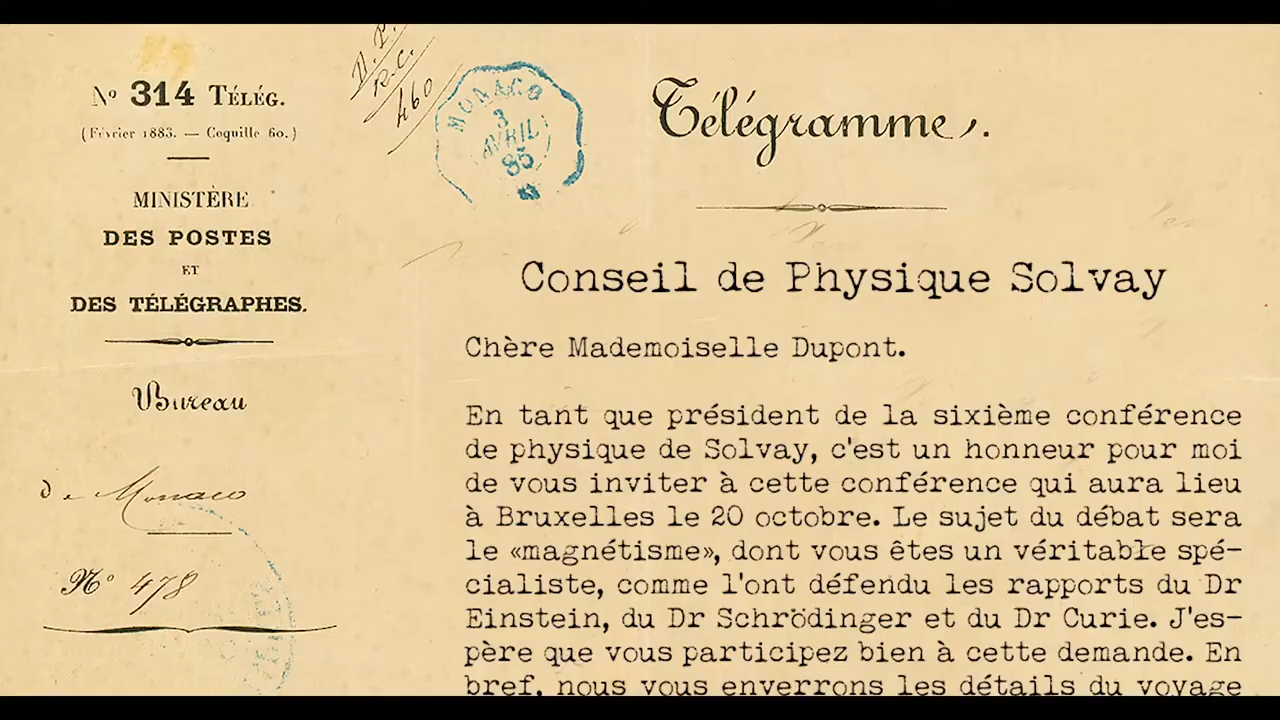 Nº 314 TÉLÉG.
(Février 1883. — Coquille 60.)
MINISTÈRE
DES POSTES
ET
DES TÉLÉGRAPHES.
Bureau
de Monaco
Nº 478
D. P.
R.C.
460
MONACO
3
AVRIL
85
Télégramme.
Conseil de Physique Solvay
Chère Mademoiselle Dupont.
En tant que président de la sixième conférence
de physique de Solvay, c'est un honneur pour moi
de vous inviter à cette conférence qui aura lieu
à Bruxelles le 20 octobre. Le sujet du débat sera
le «magnétisme», dont vous êtes un véritable spé-
cialiste, comme l'ont défendu les rapports du Dr
Einstein, du Dr Schrödinger et du Dr Curie. J'es-
père que vous participez bien à cette demande. En
bref, nous vous enverrons les détails du voyage